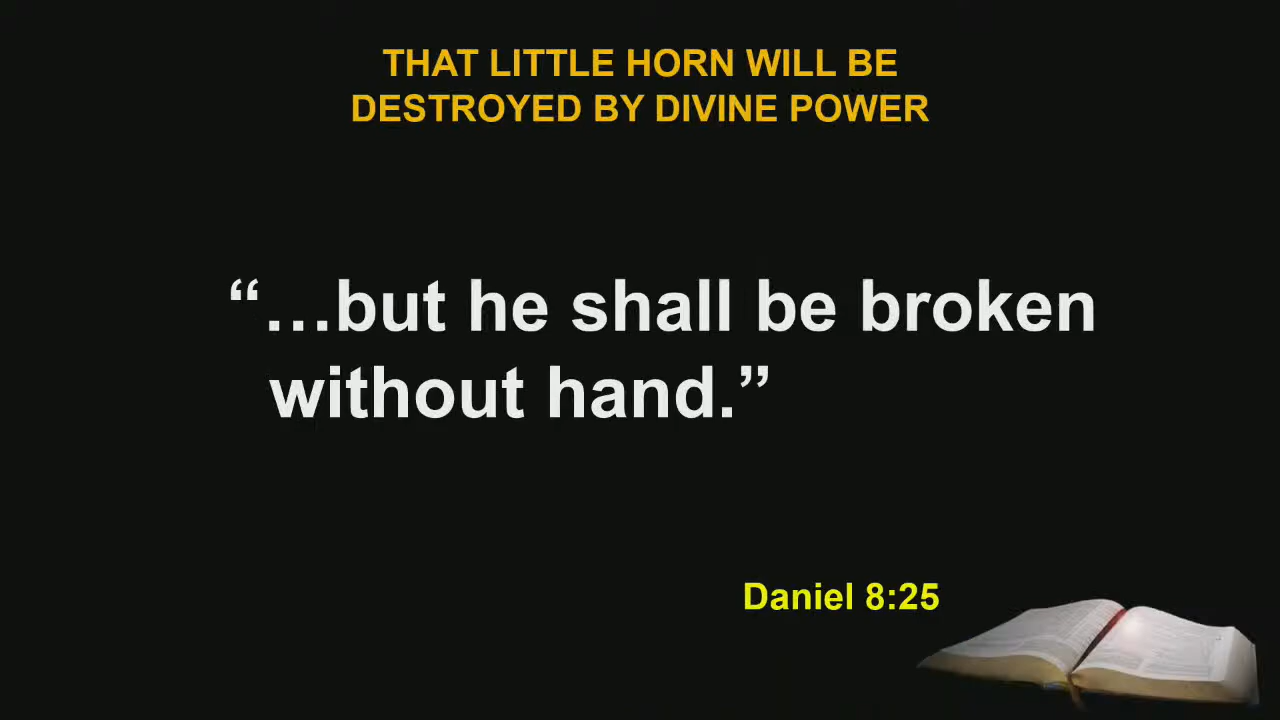 THAT LITTLE HORN WILL BE
DESTROYED BY DIVINE POWER
“…but he shall be broken
without hand.”
Daniel 8:25